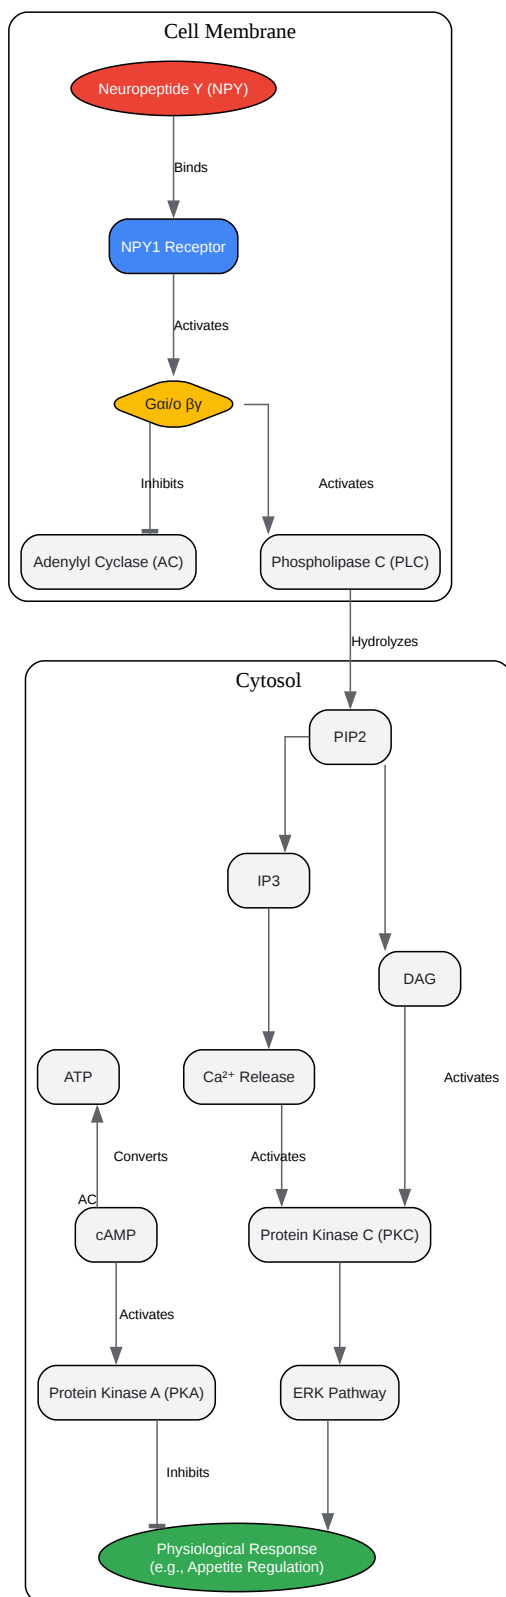 Cell Membrane
Neuropeptide Y (NPY)
Binds
NPY1 Receptor
Activates
Gαi/o βγ
Inhibits
Activates
Adenylyl Cyclase (AC)
Phospholipase C (PLC)
Hydrolyzes
Cytosol
PIP2
IP3
DAG
ATP
Ca²⁺ Release
Activates
Converts
Activates
AC
cAMP
Protein Kinase C (PKC)
Activates
Protein Kinase A (PKA)
ERK Pathway
Inhibits
Physiological Response
(e.g., Appetite Regulation)